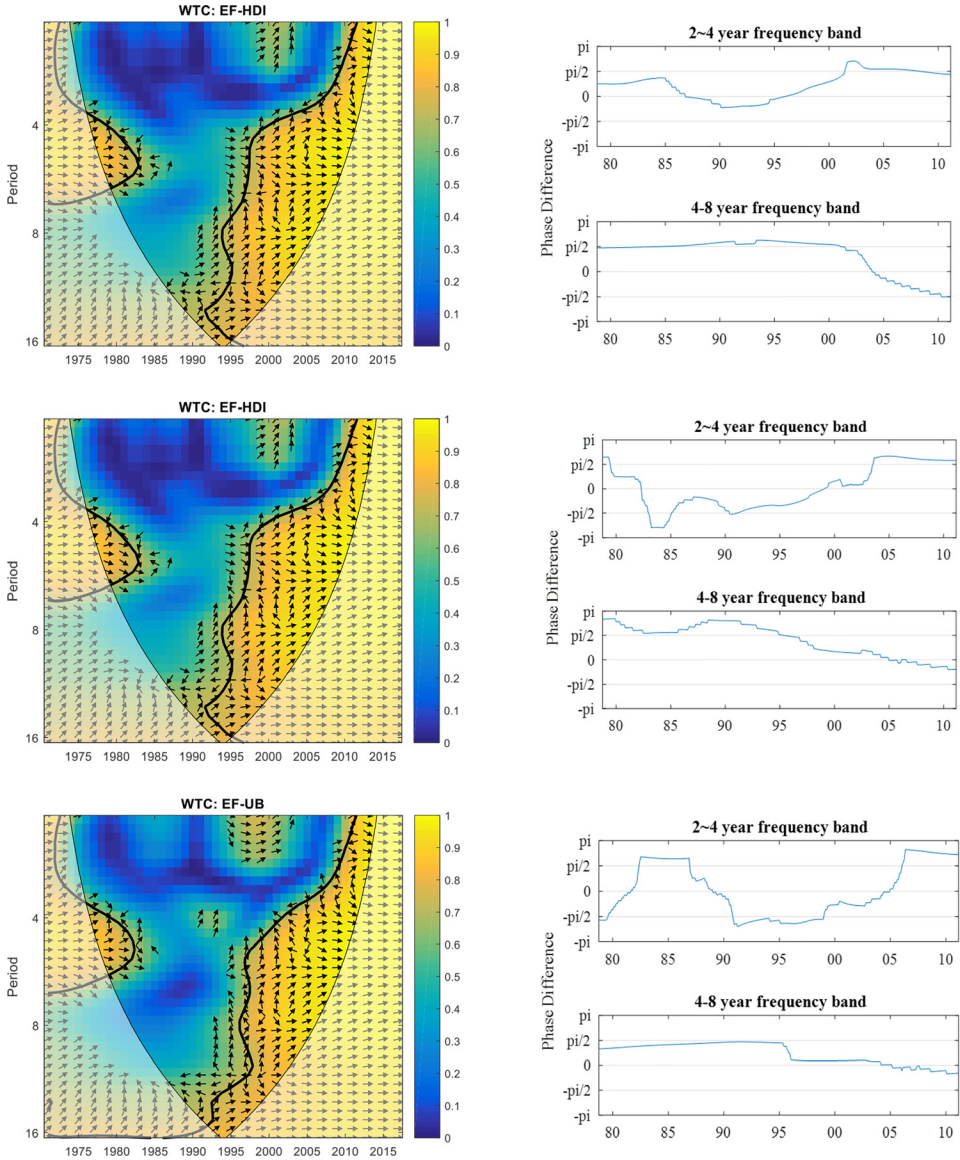 WTC: EF-HDI
Period
4
8
16
1975 1980 1985 1990 1995 2000 2005 2010 2015
1
0.9
0.8
0.7
0.6
0.5
0.4
0.3
0.2
0.1
0
Phase Difference
2~4 year frequency band
pi
pi/2
0
-pi/2
-pi
80 85 90 95 00 05 10
4-8 year frequency band
pi
pi/2
0
-pi/2
-pi
80 85 90 95 00 05 10
WTC: EF-HDI
Period
4
8
16
1975 1980 1985 1990 1995 2000 2005 2010 2015
1
0.9
0.8
0.7
0.6
0.5
0.4
0.3
0.2
0.1
0
Phase Difference
2~4 year frequency band
pi
pi/2
0
-pi/2
-pi
80 85 90 95 00 05 10
4-8 year frequency band
pi
pi/2
0
-pi/2
-pi
80 85 90 95 00 05 10
WTC: EF-UB
Period
4
8
16
1975 1980 1985 1990 1995 2000 2005 2010 2015
1
0.9
0.8
0.7
0.6
0.5
0.4
0.3
0.2
0.1
0
Phase Difference
2~4 year frequency band
pi
pi/2
0
-pi/2
-pi
80 85 90 95 00 05 10
4-8 year frequency band
pi
pi/2
0
-pi/2
-pi
80 85 90 95 00 05 10